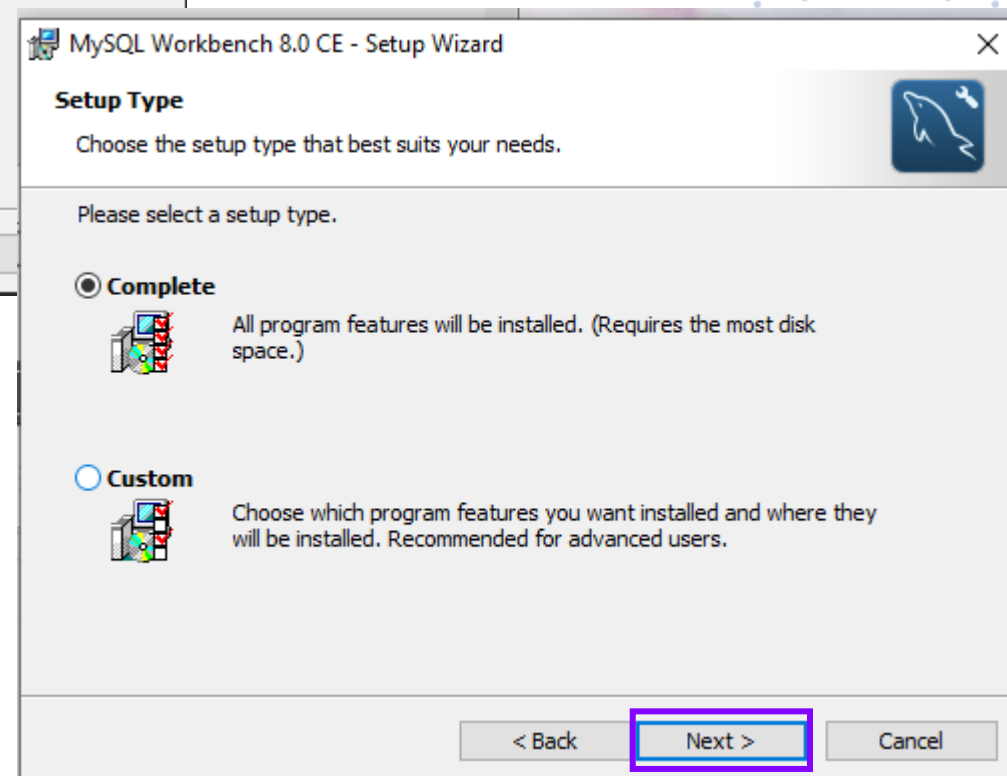 MySQL Workbench 8.0 CE - Setup Wizard
Setup Type
Choose the setup type that best suits your needs.
Please select a setup type.
Complete
All program features will be installed. (Requires the most disk
space.)
Custom
Choose which program features you want installed and where they
will be installed. Recommended for advanced users.
< Back
Next >
Cancel